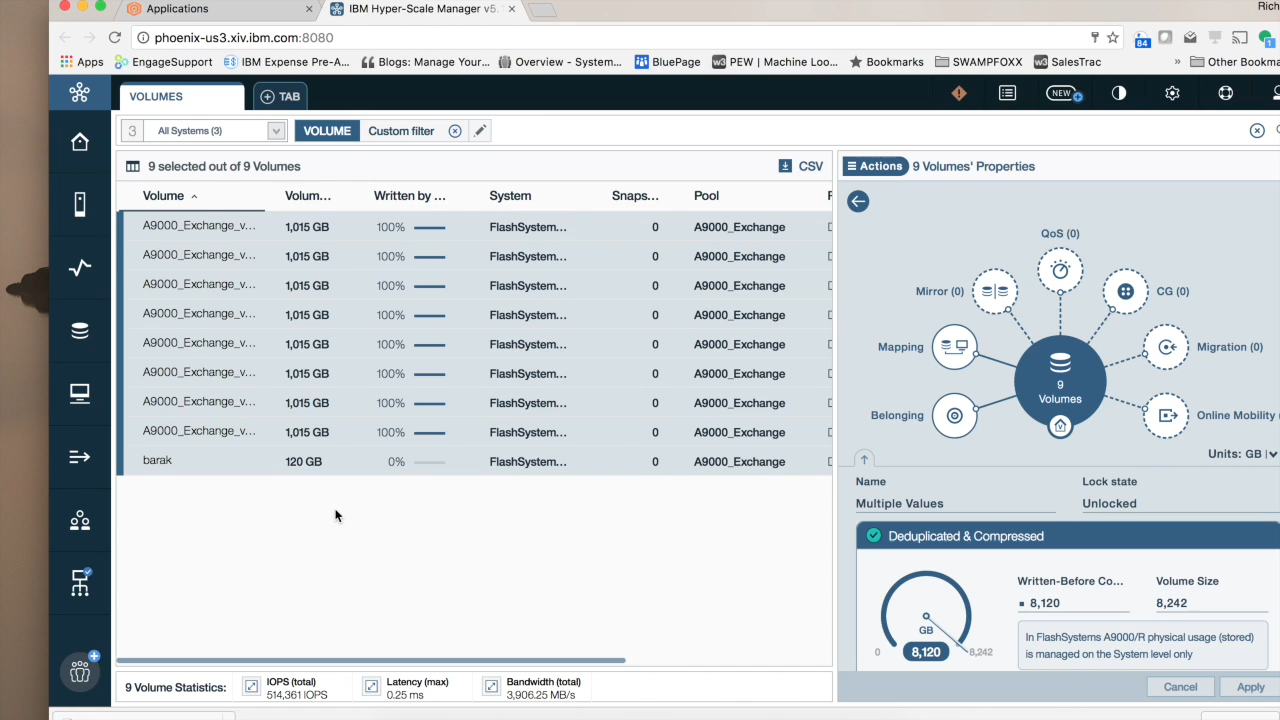 Applications
IBM Hyper-Scale Manager v5.
Rich
phoenix-us3.xiv.ibm.com:8080
84
1
Apps EngageSupport IBM Expense Pre-A... Blogs: Manage Your... Overview - System... BluePage w3 PEW | Machine Loo... Bookmarks SWAMPFOXX w3 SalesTrac » Other Bookma
VOLUMES
TAB
NEW
3 All Systems (3) VOLUME Custom filter
9 selected out of 9 Volumes CSV
Volume Volum... Written by ... System Snaps... Pool
A9000_Exchange_v... 1,015 GB 100% FlashSystem... 0 A9000_Exchange
A9000_Exchange_v... 1,015 GB 100% FlashSystem... 0 A9000_Exchange
A9000_Exchange_v... 1,015 GB 100% FlashSystem... 0 A9000_Exchange
A9000_Exchange_v... 1,015 GB 100% FlashSystem... 0 A9000_Exchange
A9000_Exchange_v... 1,015 GB 100% FlashSystem... 0 A9000_Exchange
A9000_Exchange_v... 1,015 GB 100% FlashSystem... 0 A9000_Exchange
A9000_Exchange_v... 1,015 GB 100% FlashSystem... 0 A9000_Exchange
A9000_Exchange_v... 1,015 GB 100% FlashSystem... 0 A9000_Exchange
barak 120 GB 0% FlashSystem... 0 A9000_Exchange
9 Volume Statistics:
IOPS (total)
514,361 IOPS
Latency (max)
0.25 ms
Bandwidth (total)
3,906.25 MB/s
Actions 9 Volumes' Properties
QoS (0)
Mirror (0)
CG (0)
Mapping
Migration (0)
9
Volumes
Belonging
Online Mobility (
Units: GB
Name
Multiple Values
Lock state
Unlocked
Deduplicated & Compressed
GB
0
8,120
8,242
Written-Before Co...
8,120
Volume Size
8,242
In FlashSystems A9000/R physical usage (stored)
is managed on the System level only
Cancel Apply